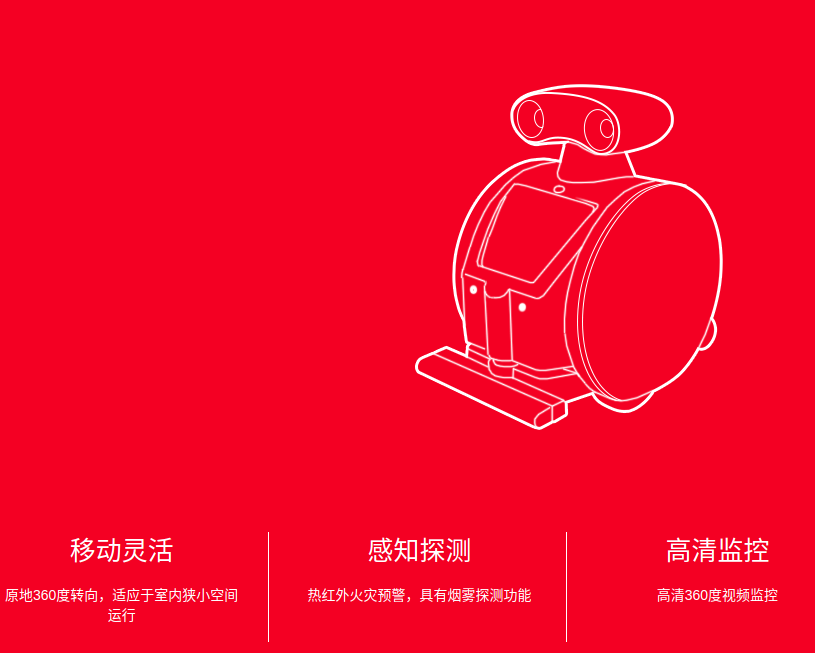 移动灵活
原地360度转向，适应于室内狭小空间
运行
感知探测
热红外火灾预警，具有烟雾探测功能
高清监控
高清360度视频监控